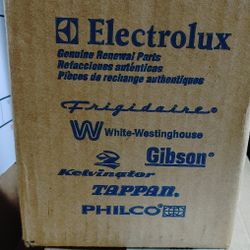 Electrolux
Genuine Renewal Parts
Refacciones auténticas
Pièces de rechange authentiques
Frigidaire®
White-Westinghouse
Gibson®
Kelvinator
TAPPAN®
PHILCO®